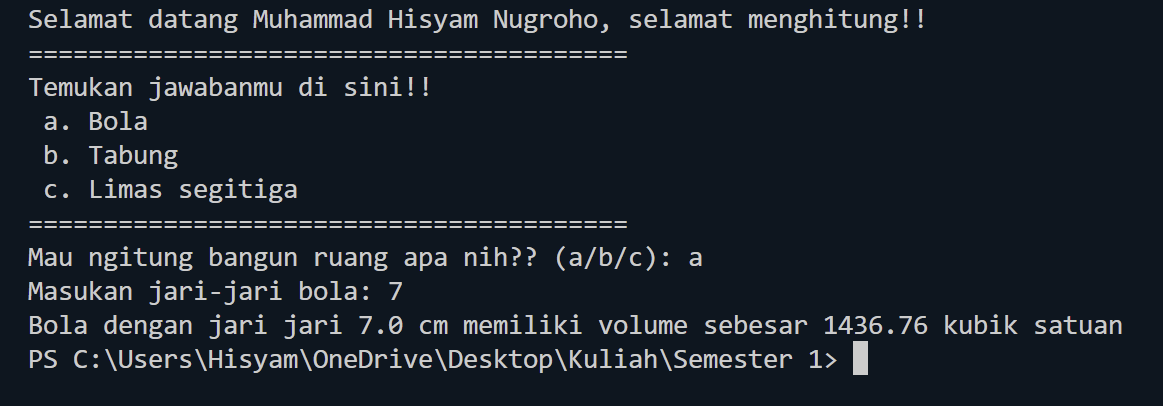 Selamat datang Muhammad Hisyam Nugroho, selamat menghitung!!
========================================
Temukan jawabanmu di sini!!
a. Bola
b. Tabung
c. Limas segitiga
========================================
Mau ngitung bangun ruang apa nih?? (a/b/c): a
Masukan jari-jari bola: 7
Bola dengan jari jari 7.0 cm memiliki volume sebesar 1436.76 kubik satuan
PS C:\Users\Hisyam\OneDrive\Desktop\Kuliah\Semester 1>